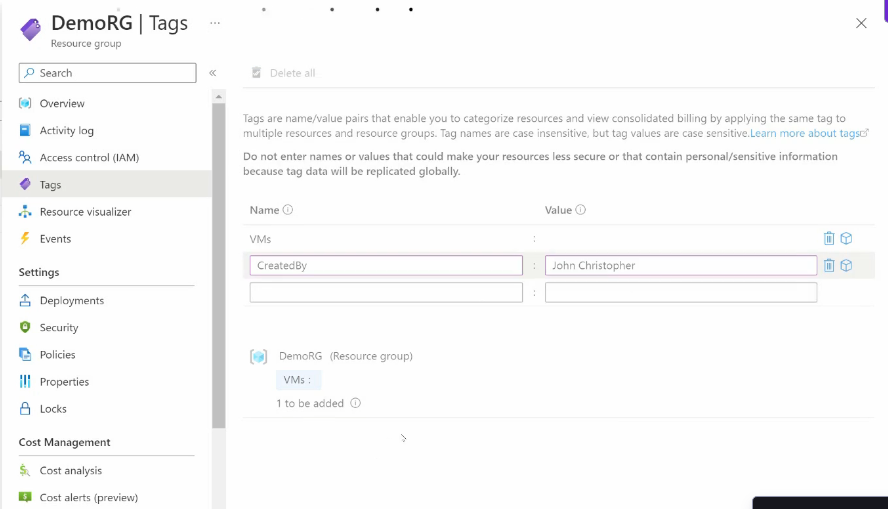 DemoRG | Tags ...
Resource group
Search
«
Overview
Activity log
Access control (IAM)
Tags
Resource visualizer
Events
Settings
Deployments
Security
Policies
Properties
Locks
Cost Management
Cost analysis
Cost alerts (preview)
Delete all
Tags are name/value pairs that enable you to categorize resources and view consolidated billing by applying the same tag to
multiple resources and resource groups. Tag names are case insensitive, but tag values are case sensitive.Learn more about tags
Do not enter names or values that could make your resources less secure or that contain personal/sensitive information
because tag data will be replicated globally.
Name Value
VMs :
CreatedBy : John Christopher
:
DemoRG (Resource group)
VMs :
1 to be added